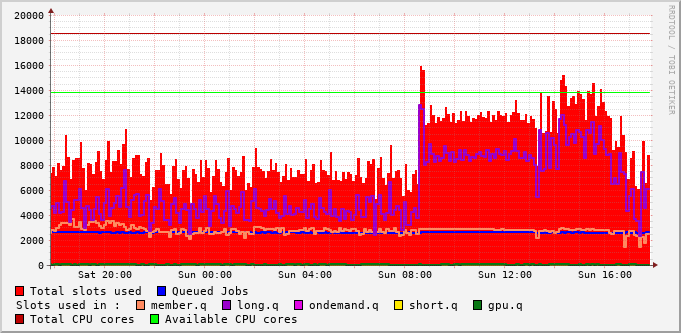 RRDTOOL / TOBI OETIKER
20000
18000
16000
14000
12000
10000
8000
6000
4000
2000
0
Sat 20:00 Sun 00:00 Sun 04:00 Sun 08:00 Sun 12:00 Sun 16:00
Total slots used Queued Jobs
Slots used in : member.q long.q ondemand.q short.q gpu.q
Total CPU cores Available CPU cores